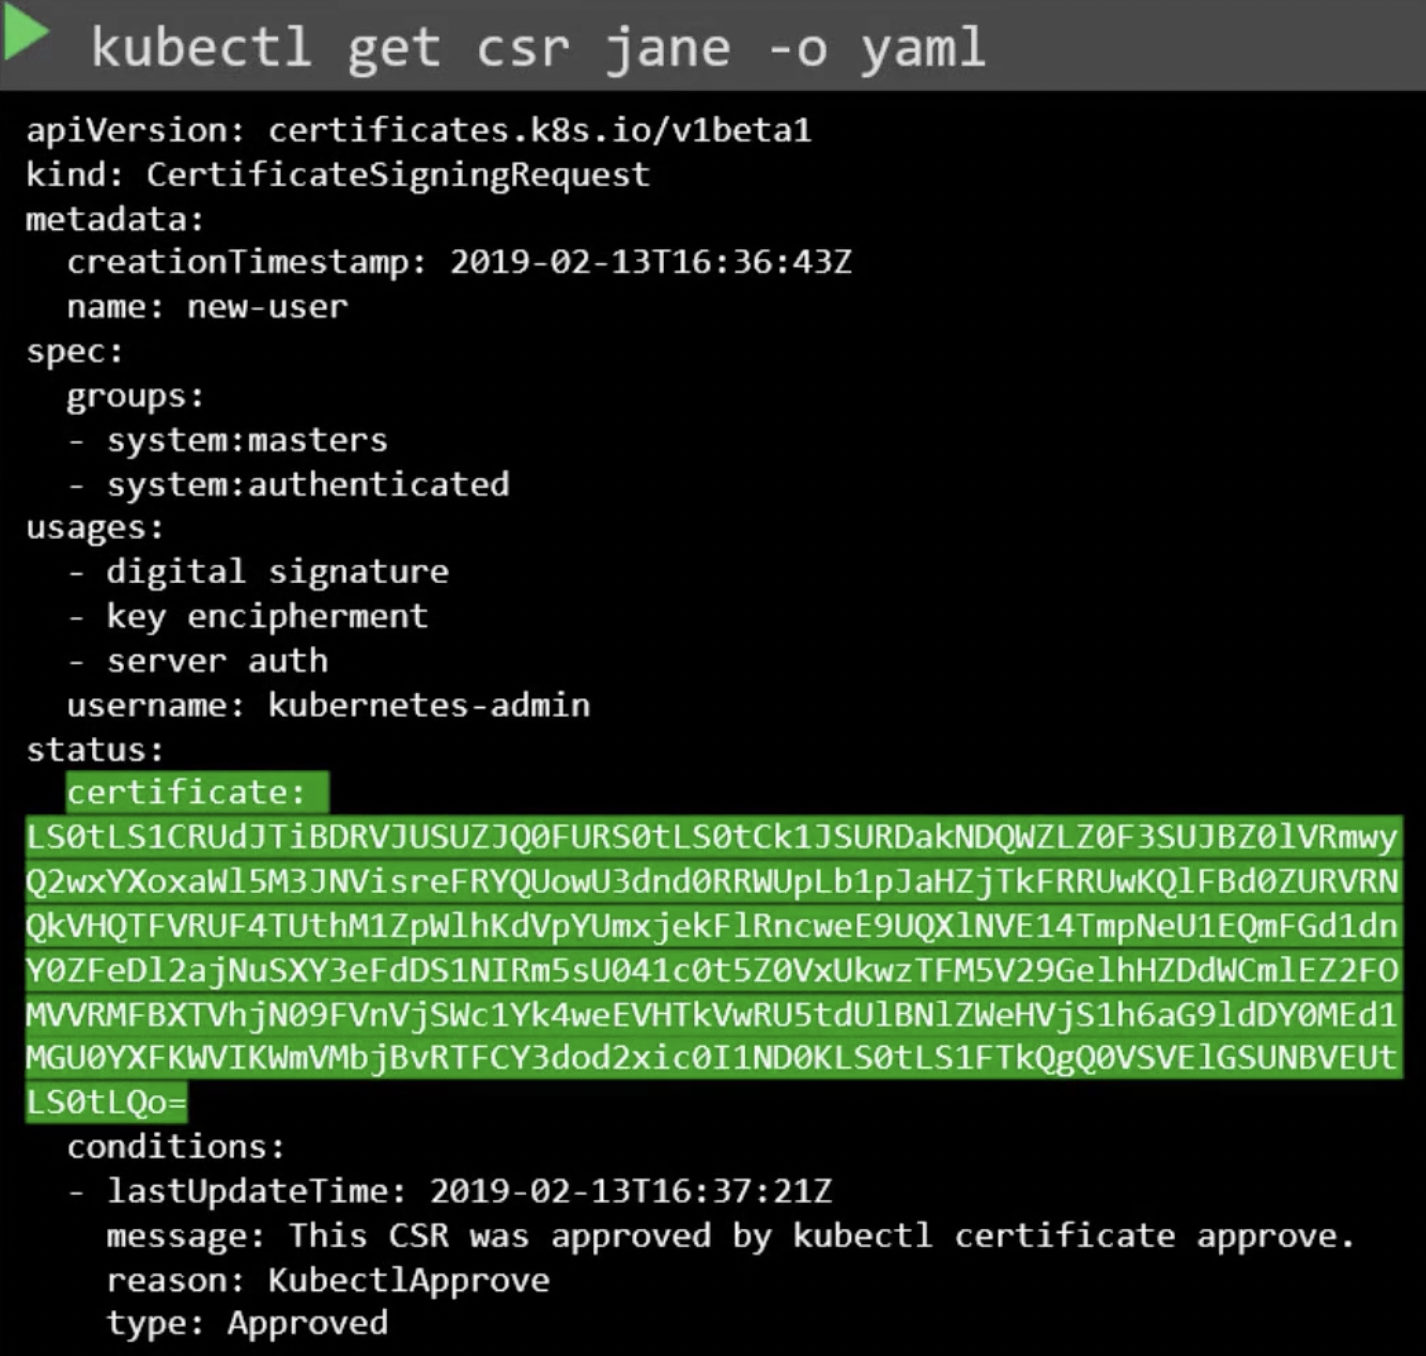 kubectl get csr jane -o yaml
apiVersion: certificates.k8s.io/v1beta1
kind: CertificateSigningRequest
metadata:
  creationTimestamp: 2019-02-13T16:36:43Z
  name: new-user
spec:
  groups:
  - system:masters
  - system:authenticated
usages:
  - digital signature
  - key encipherment
  - server auth
  username: kubernetes-admin
status:
  certificate:
LS0tLS1CRUdJTiBDRVJUSUZJQ0FURS0tLS0tCk1JSURDakNDQWZLZ0F3SUJBZ0lVRmwy
Q2wxYXoxaWl5M3JNVisreFRYQUowU3dnd0RRWUpLb1pJaHZjTkFRRUwKQlFBd0ZURVRN
QkVHQTFVRUF4TUthM1ZpWlhKdVpYUmxjekFlRncweE9UQXlNVE14TmpNeU1EQmFGd1dn
Y0ZFeDl2ajNuSXY3eFdDS1NIRm5sU041c0t5Z0VxUkwzTFM5V29GelhHZDdWCmlEZ2FO
MVVRMFBXTVhjN09FVnVjSWc1Yk4weEVHTkVwRU5tdUlBNlZWeHVjS1h6aG9ldDY0MEd1
MGU0YXFKWVIKWmVMbjBvRTFCY3dod2xic0I1ND0KLS0tLS1FTkQgQ0VSVElGSUNBVEUt
LS0tLQo=
  conditions:
  - lastUpdateTime: 2019-02-13T16:37:21Z
    message: This CSR was approved by kubectl certificate approve.
    reason: KubectlApprove
    type: Approved